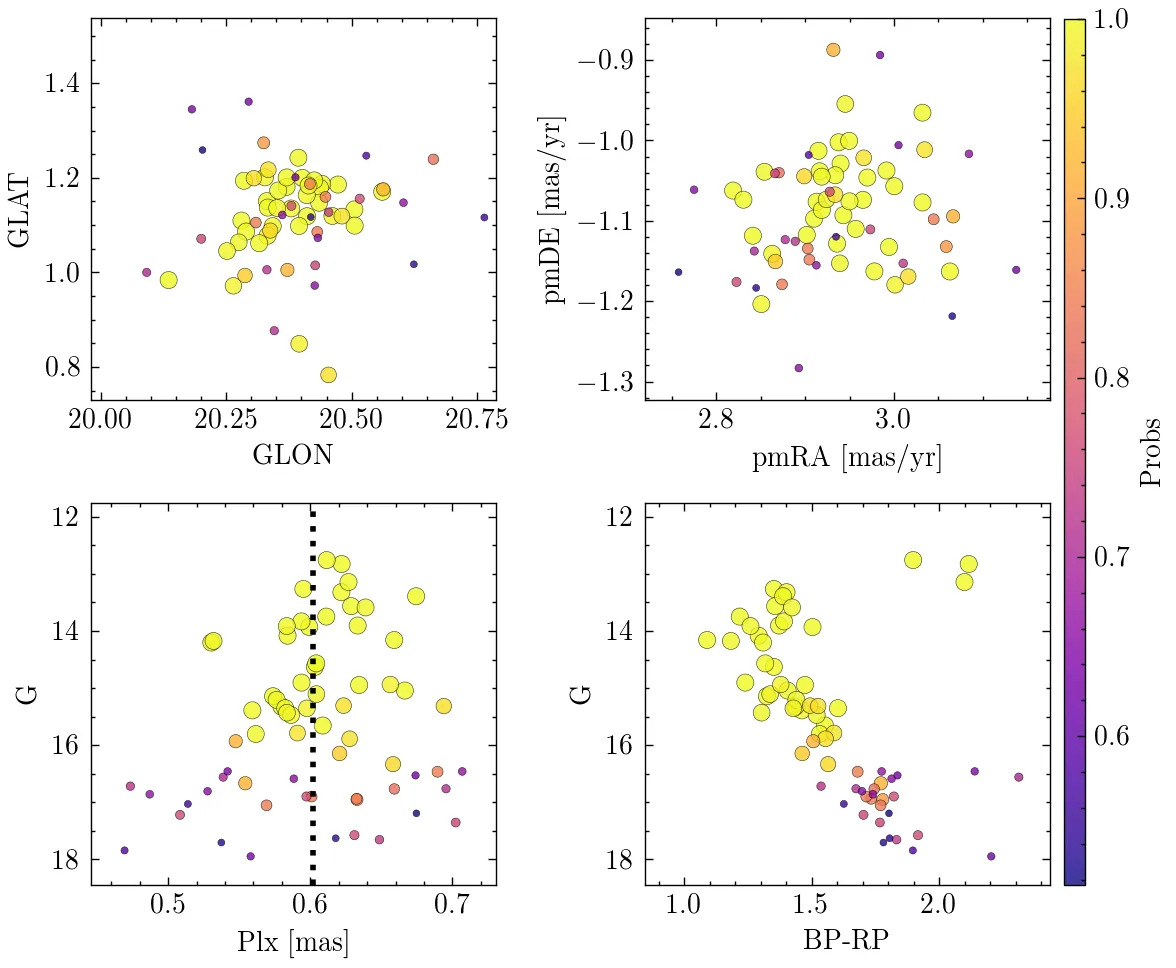 1.4
1.2
1.0
0.8
GLAT
20.00 20.25 20.50 20.75
GLON
−0.9
−1.0
−1.1
−1.2
−1.3
pmDE [mas/yr]
2.8 3.0
pmRA [mas/yr]
12
14
16
18
G
0.5 0.6 0.7
Plx [mas]
12
14
16
18
G
1.0 1.5 2.0
BP-RP
1.0
0.9
0.8
0.7
0.6
Probs